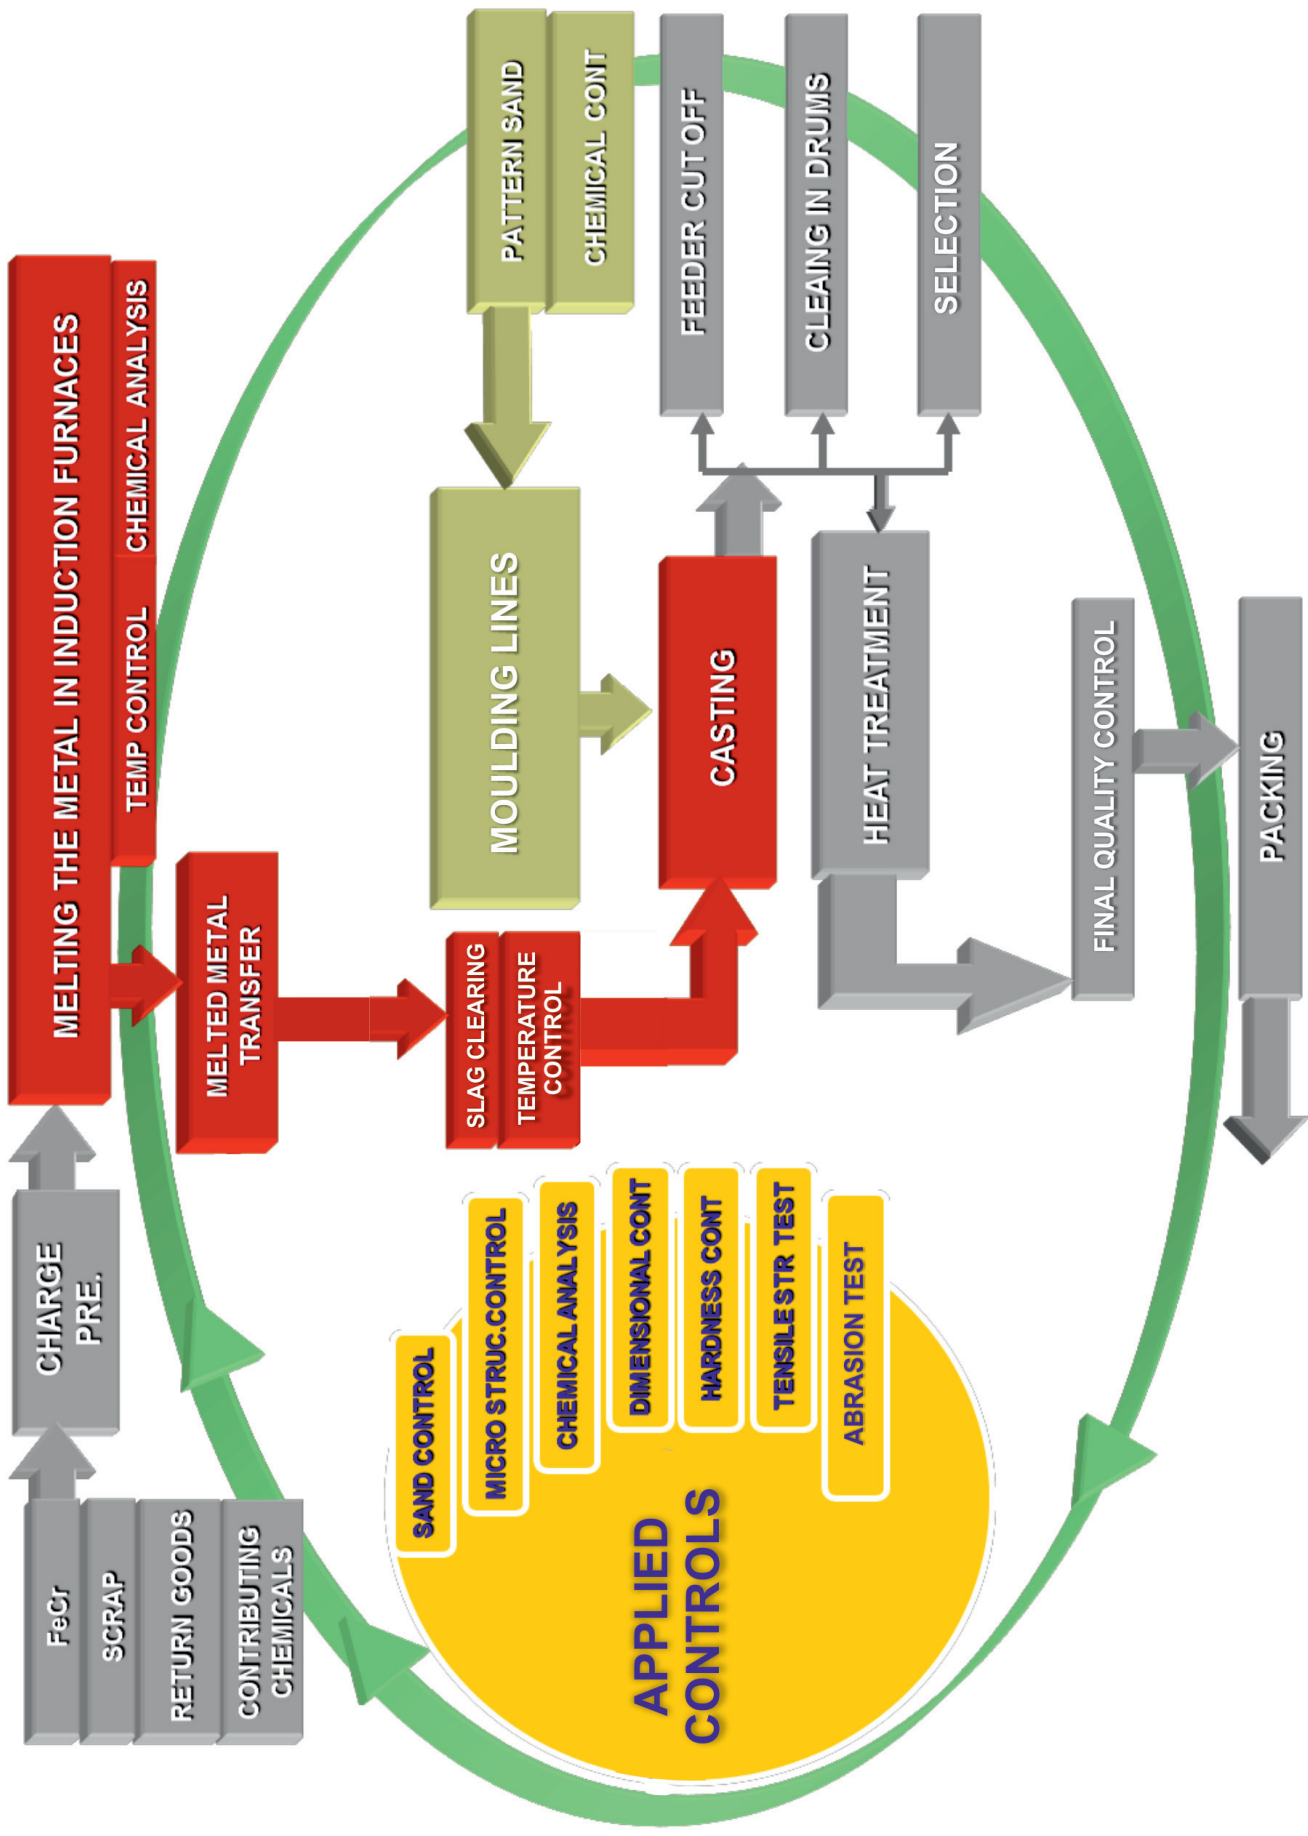 FeCr
SCRAP
RETURN GOODS
CONTRIBUTING
CHEMICALS
CHARGE
PRE.
MELTING THE METAL IN INDUCTION FURNACES
TEMP CONTROL
CHEMICAL ANALYSIS
MELTED METAL
TRANSFER
SLAG CLEARING
TEMPERATURE
CONTROL
PATTERN SAND
CHEMICAL CONT
MOULDING LINES
CASTING
FEEDER CUT OFF
CLEAING IN DRUMS
SELECTION
HEAT TREATMENT
FINAL QUALITY CONTROL
PACKING
APPLIED
CONTROLS
SAND CONTROL
MICRO STRUC.CONTROL
CHEMICAL ANALYSIS
DIMENSIONAL CONT
HARDNESS CONT
TENSILE STR TEST
ABRASION TEST